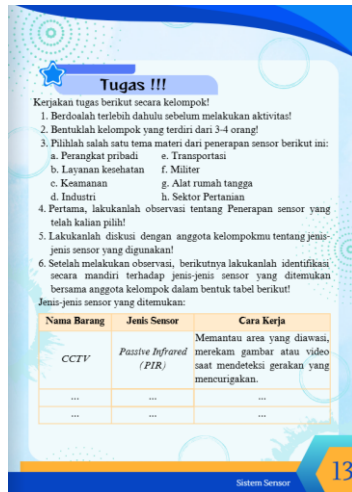 Tugas !!!
Kerjakan tugas berikut secara kelompok!
1. Berdoalah terlebih dahulu sebelum melakukan aktivitas!
2. Bentuklah kelompok yang terdiri dari 3-4 orang!
3. Pilihlah salah satu tema materi dari penerapan sensor berikut ini:
a. Perangkat pribadi e. Transportasi
b. Layanan kesehatan f. Militer
c. Keamanan g. Alat rumah tangga
d. Industri h. Sektor Pertanian
4. Pertama, lakukanlah observasi tentang Penerapan sensor yang
telah kalian pilih!
5. Lakukanlah diskusi dengan anggota kelompokmu tentang jenis-
jenis sensor yang digunakan!
6. Setelah melakukan observasi, berikutnya lakukanlah identifikasi
secara mandiri terhadap jenis-jenis sensor yang ditemukan
bersama anggota kelompok dalam bentuk tabel berikut!
Jenis-jenis sensor yang ditemukan:
Nama Barang Jenis Sensor Cara Kerja
CCTV Passive Infrared (PIR) Memantau area yang diawasi,
merekam gambar atau video
saat mendeteksi gerakan yang
mencurigakan.
... ... ...
... ... ...
Sistem Sensor 13